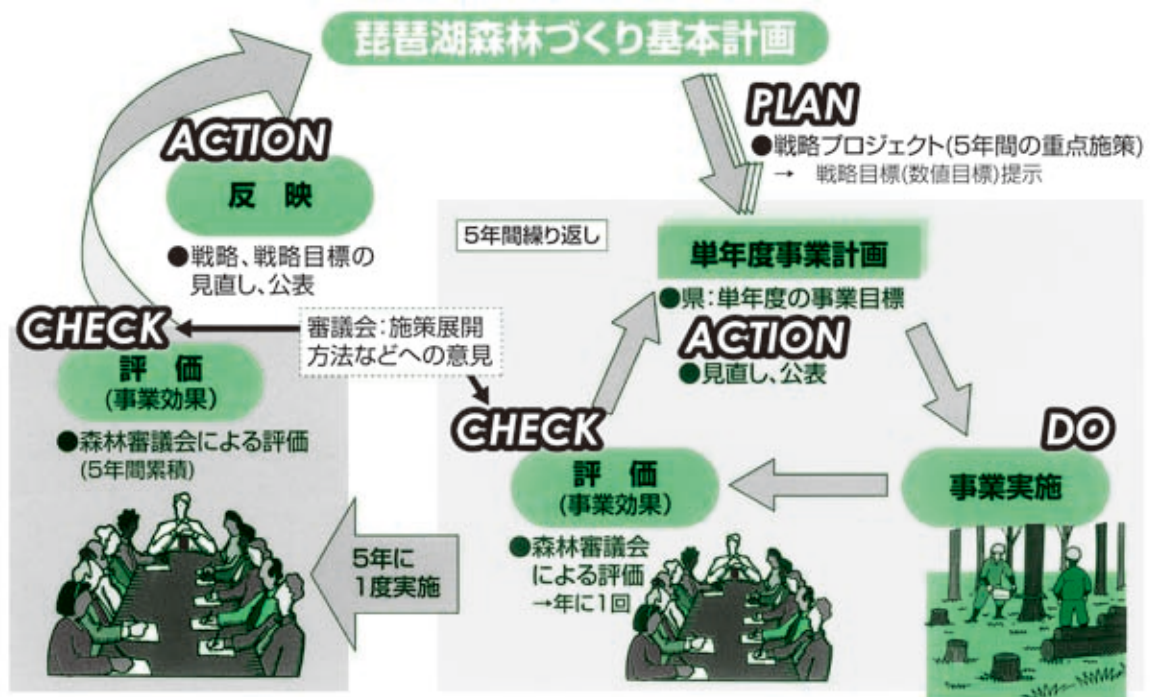 琵琶湖森林づくり基本計画
PLAN
●戦略プロジェクト(5年間の重点施策)
→ 戦略目標(数値目標)提示
ACTION
反 映
●戦略、戦略目標の
見直し、公表
5年間繰り返し
単年度事業計画
●県:単年度の事業目標
ACTION
●見直し、公表
審議会:施策展開
方法などへの意見
CHECK
評 価
(事業効果)
●森林審議会による評価
(5年間累積)
CHECK
評 価
(事業効果)
●森林審議会
による評価
→年に1回
DO
事業実施
5年に
1度実施